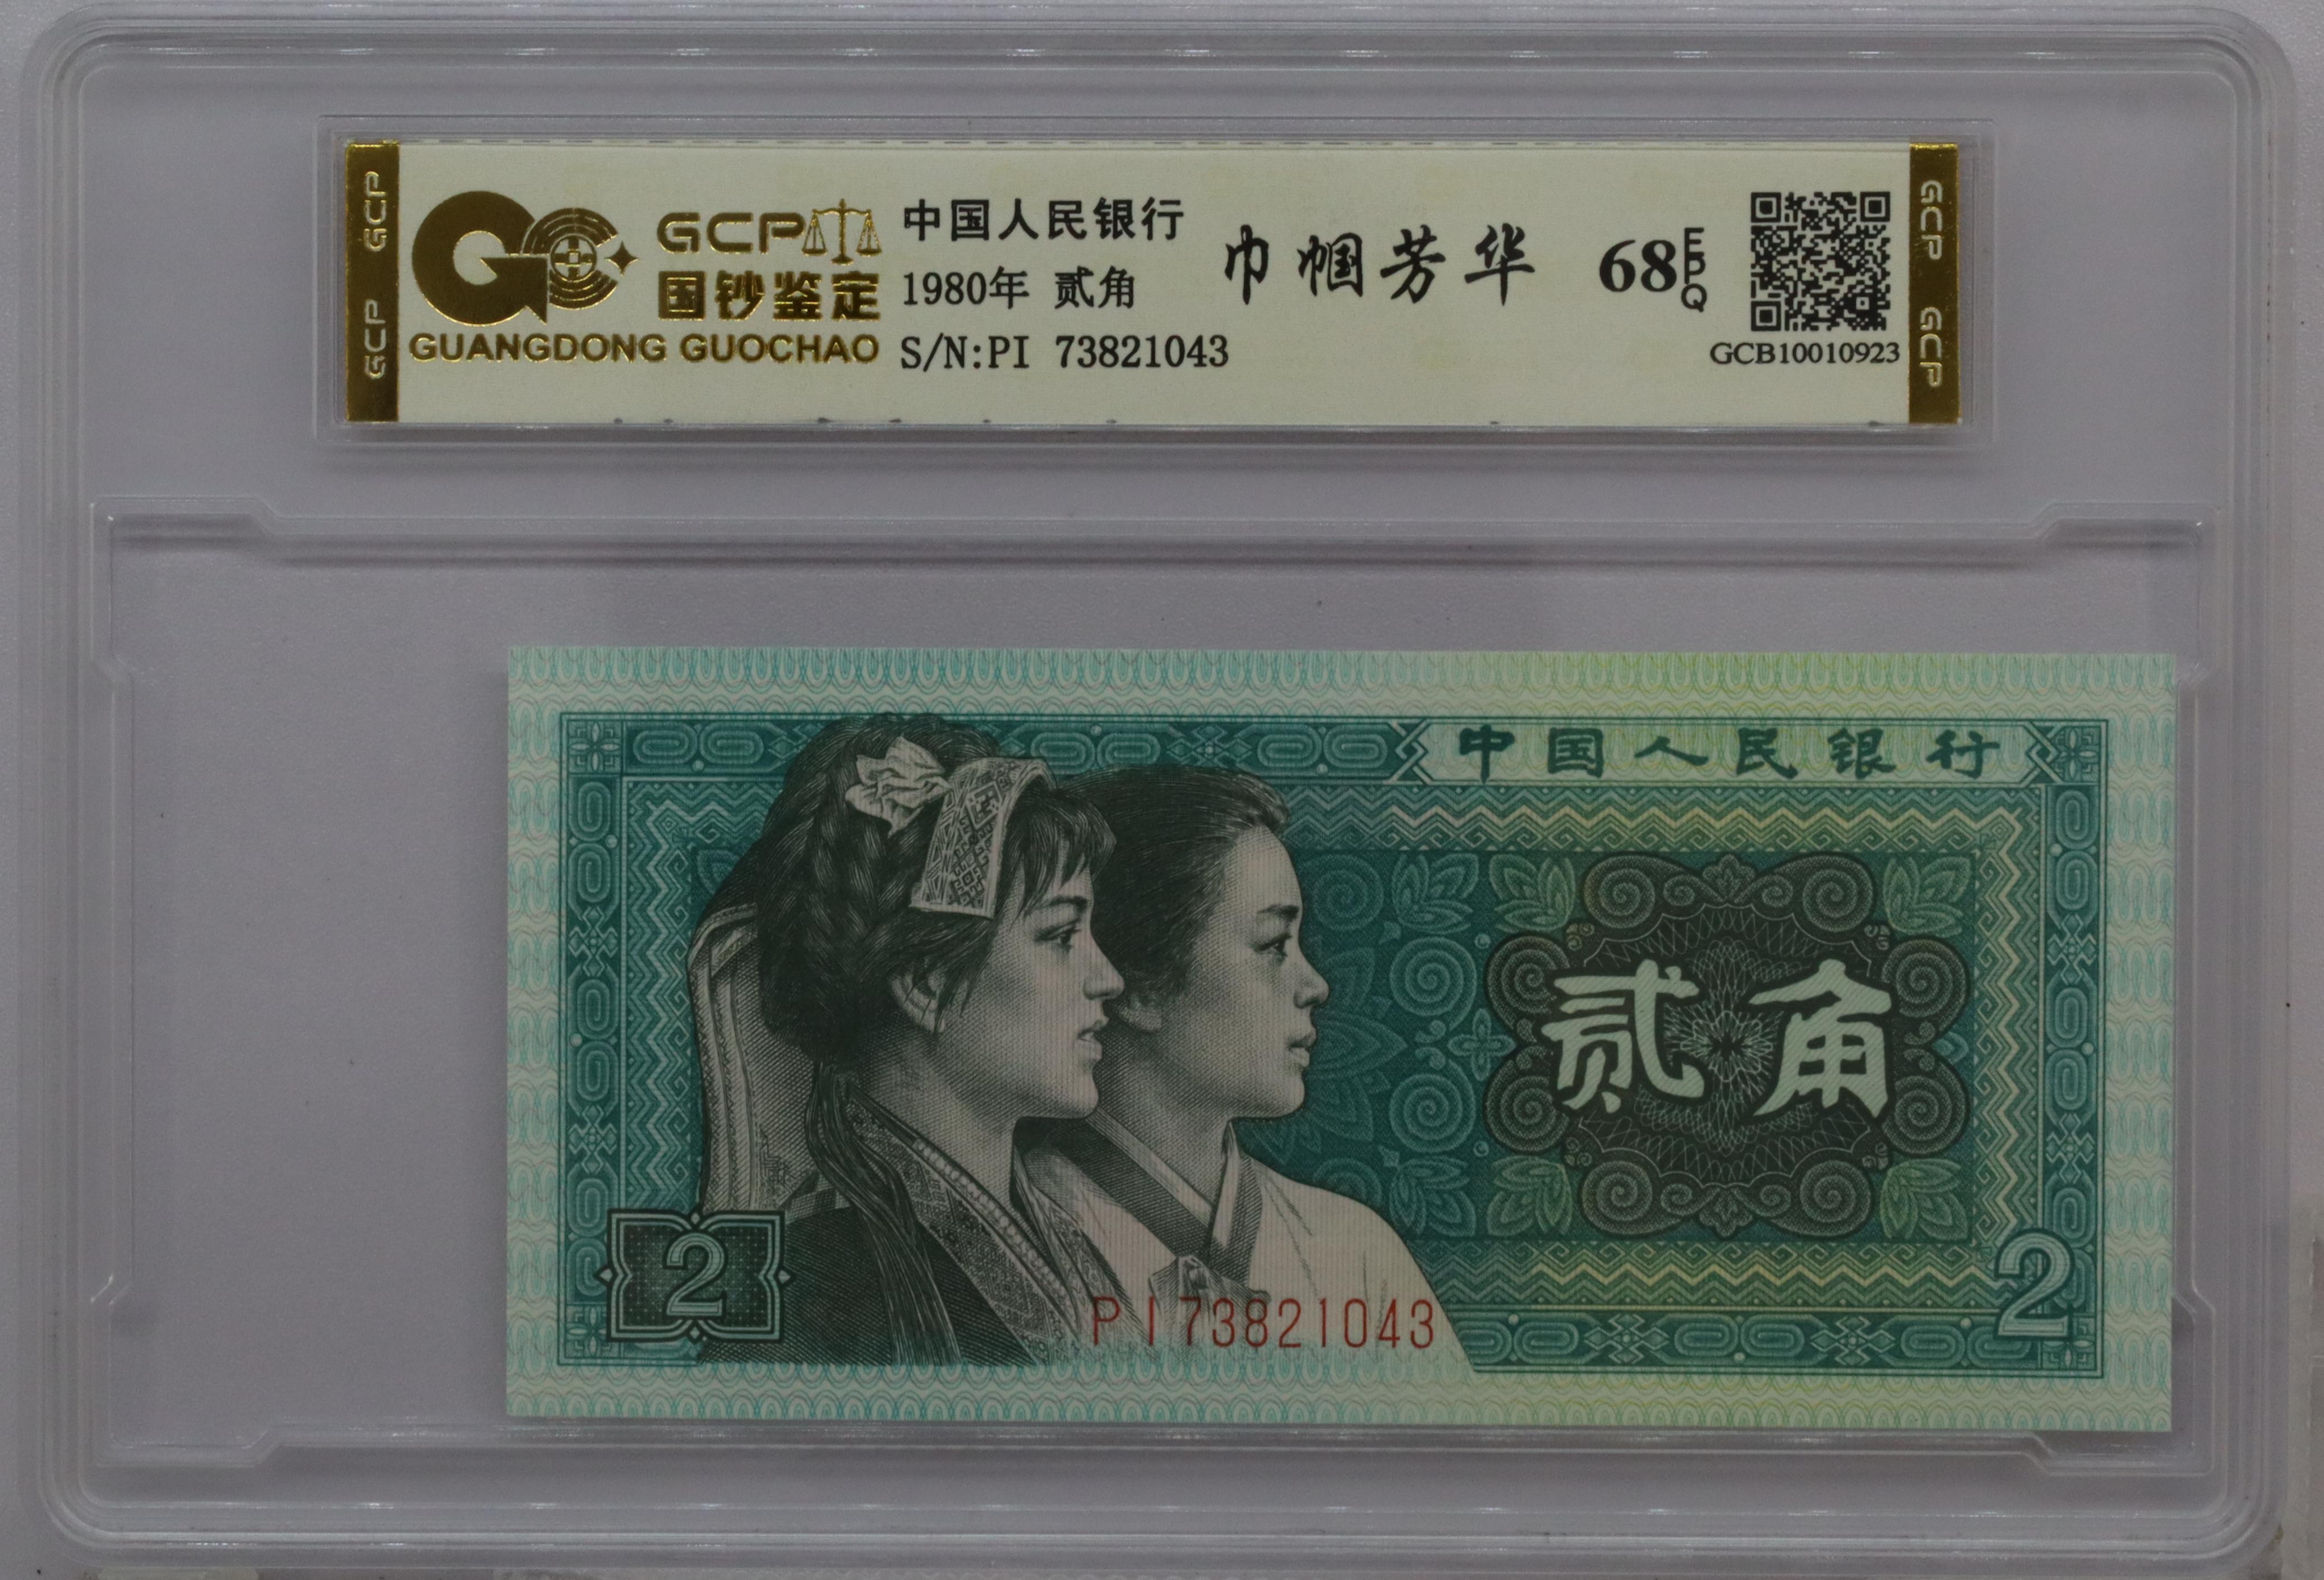 GCP GCP
GCP
国钞鉴定
GUANGDONG GUOCHAO
中国人民银行
1980年 贰角
S/N:PI 73821043
巾帼芳华
68 EPQ
GCB10010923
GCP GCP
中国人民银行
贰角
2
PI73821043
2